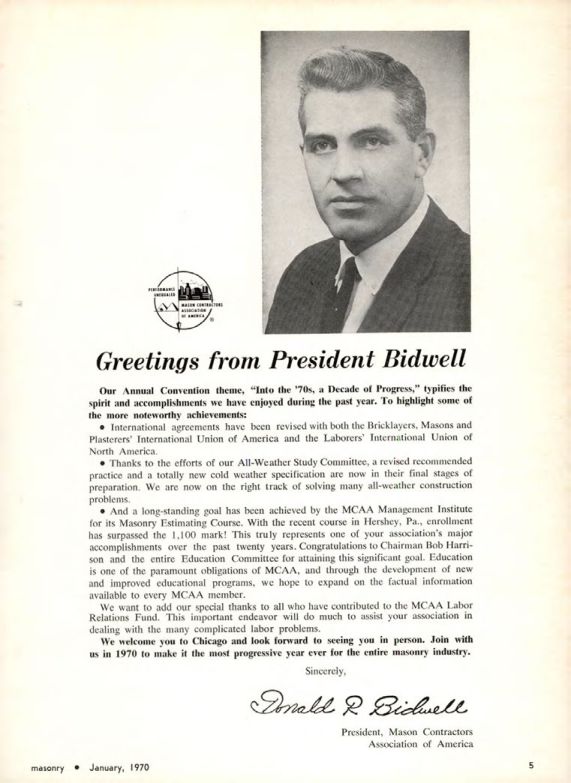 PERFORMANCE
UNEQUALED
MASON CONTRACTORS
ASSOCIATION
OF AMERICA
Greetings from President Bidwell
Our Annual Convention theme, “Into the ’70s, a Decade of Progress,” typifies the
spirit and accomplishments we have enjoyed during the past year. To highlight some of
the more noteworthy achievements:
• International agreements have been revised with both the Bricklayers, Masons and
Plasterers’ International Union of America and the Laborers’ International Union of
North America.
• Thanks to the efforts of our All-Weather Study Committee, a revised recommended
practice and a totally new cold weather specification are now in their final stages of
preparation. We are now on the right track of solving many all-weather construction
problems.
• And a long-standing goal has been achieved by the MCAA Management Institute
for its Masonry Estimating Course. With the recent course in Hershey, Pa., enrollment
has surpassed the 1,100 mark! This truly represents one of your association’s major
accomplishments over the past twenty years. Congratulations to Chairman Bob Harri-
son and the entire Education Committee for attaining this significant goal. Education
is one of the paramount obligations of MCAA, and through the development of new
and improved educational programs, we hope to expand on the factual information
available to every MCAA member.
We want to add our special thanks to all who have contributed to the MCAA Labor
Relations Fund. This important endeavor will do much to assist your association in
dealing with the many complicated labor problems.
We welcome you to Chicago and look forward to seeing you in person. Join with
us in 1970 to make it the most progressive year ever for the entire masonry industry.
Sincerely,
Donald R. Bidwell
President, Mason Contractors
Association of America
masonry • January, 1970
5